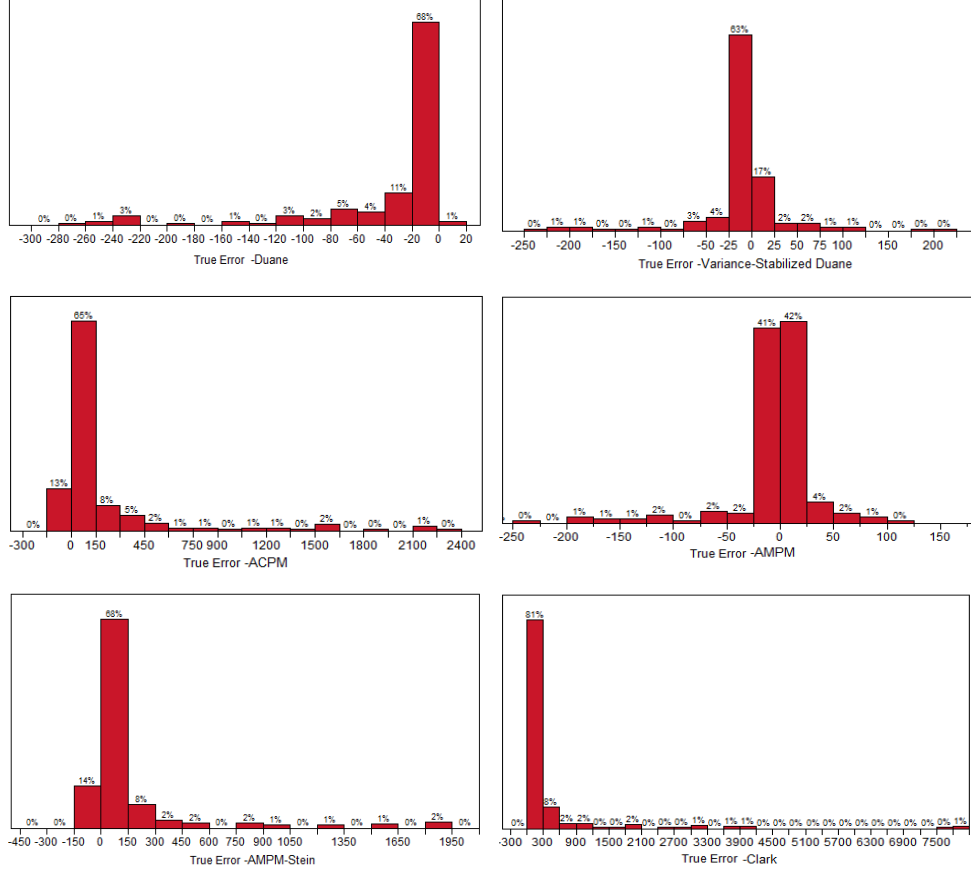 68%
0% 0% 1% 3% 0% 0% 0% 1% 0% 3% 2% 5% 4% 11% 1%
-300 -280 -260 -240 -220 -200 -180 -160 -140 -120 -100 -80 -60 -40 -20 0 20
True Error -Duane
63%
17%
0% 1% 1% 0% 0% 1% 0% 3% 4% 2% 2% 1% 1% 0% 0% 0% 0%
-250 -200 -150 -100 -50 -25 0 25 50 75 100 150 200
True Error -Variance-Stabilized Duane
65%
0% 13% 8% 5% 2% 1% 1% 0% 1% 1% 0% 2% 0% 0% 0% 1% 0%
-300 0 150 450 750 900 1200 1500 1800 2100 2400
True Error -ACPM
41% 42%
0% 0% 1% 1% 1% 2% 0% 2% 2% 4% 2% 1% 0%
-250 -200 -150 -100 -50 0 50 100 150
True Error -AMPM
68%
0% 0% 14% 8% 2% 2% 0% 2% 1% 0% 1% 0% 1% 0% 2% 0%
-450 -300 -150 0 150 300 450 600 750 900 1050 1350 1650 1950
True Error -AMPM-Stein
81%
0% 8% 2% 2% 0% 0% 2% 0% 0% 0% 1% 0% 1% 1% 0% 0% 0% 0% 0% 0% 0% 0% 0% 0% 0% 0% 1%
-300 300 900 1500 2100 2700 3300 3900 4500 5100 5700 6300 6900 7500
True Error -Clark